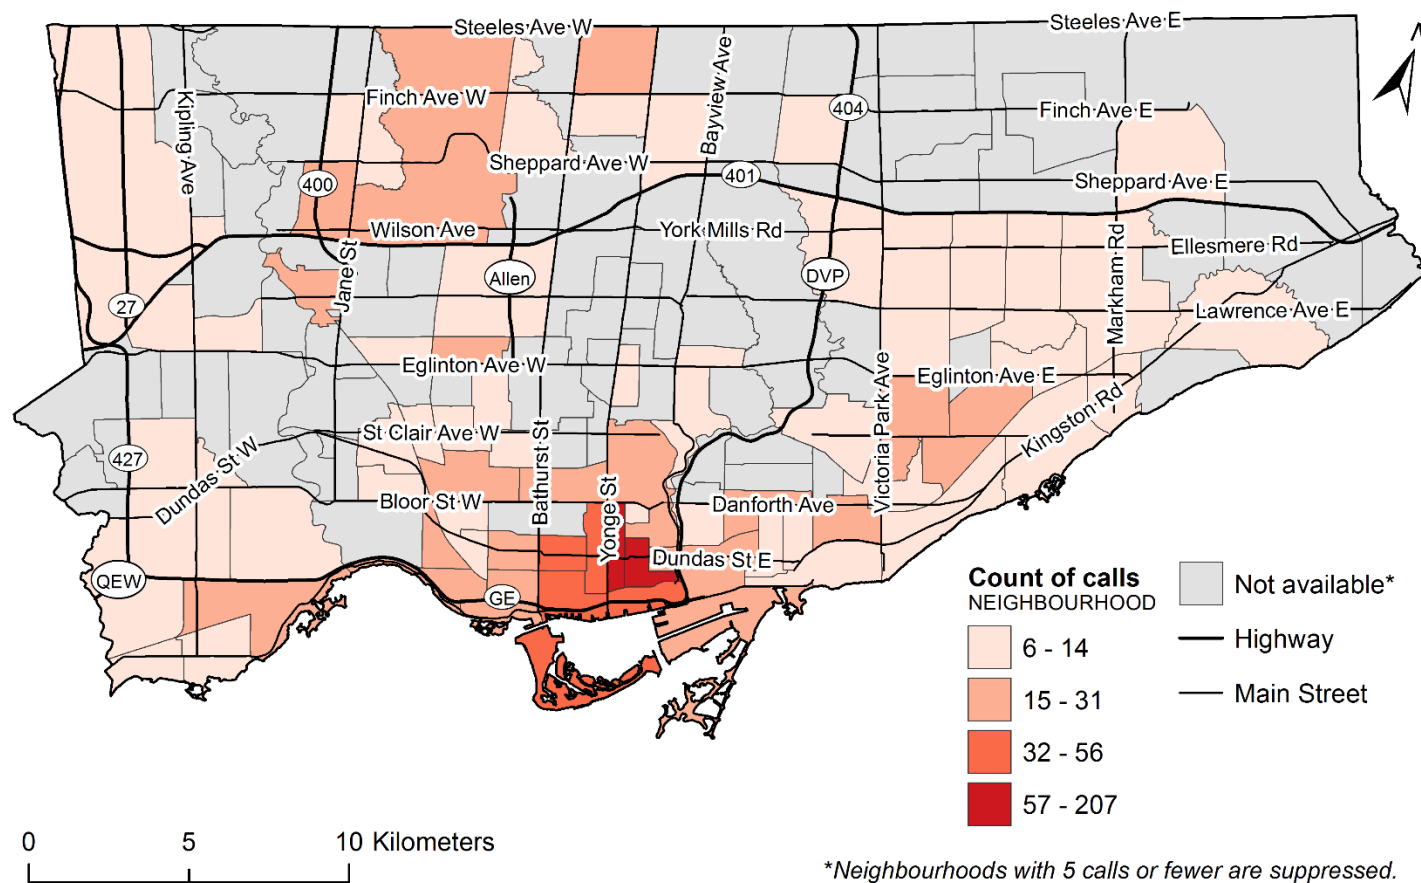 Steeles Ave W
Steeles Ave E
Kipling Ave
Finch Ave W
Bayview Ave
404
Finch Ave E
Sheppard Ave W
400
401
Sheppard Ave E
Wilson Ave
York Mills Rd
Ellesmere Rd
Jane St
Allen
DVP
Markham Rd
27
Lawrence Ave E
Eglinton Ave W
Eglinton Ave E
Victoria Park Ave
Kingston Rd
St Clair Ave W
427
Dundas St W
Bathurst St
Yonge St
Bloor St W
Danforth Ave
Dundas St E
QEW
GE
Count of calls
NEIGHBOURHOOD
6 - 14
15 - 31
32 - 56
57 - 207
Not available*
Highway
Main Street
0 5 10 Kilometers
*Neighbourhoods with 5 calls or fewer are suppressed.